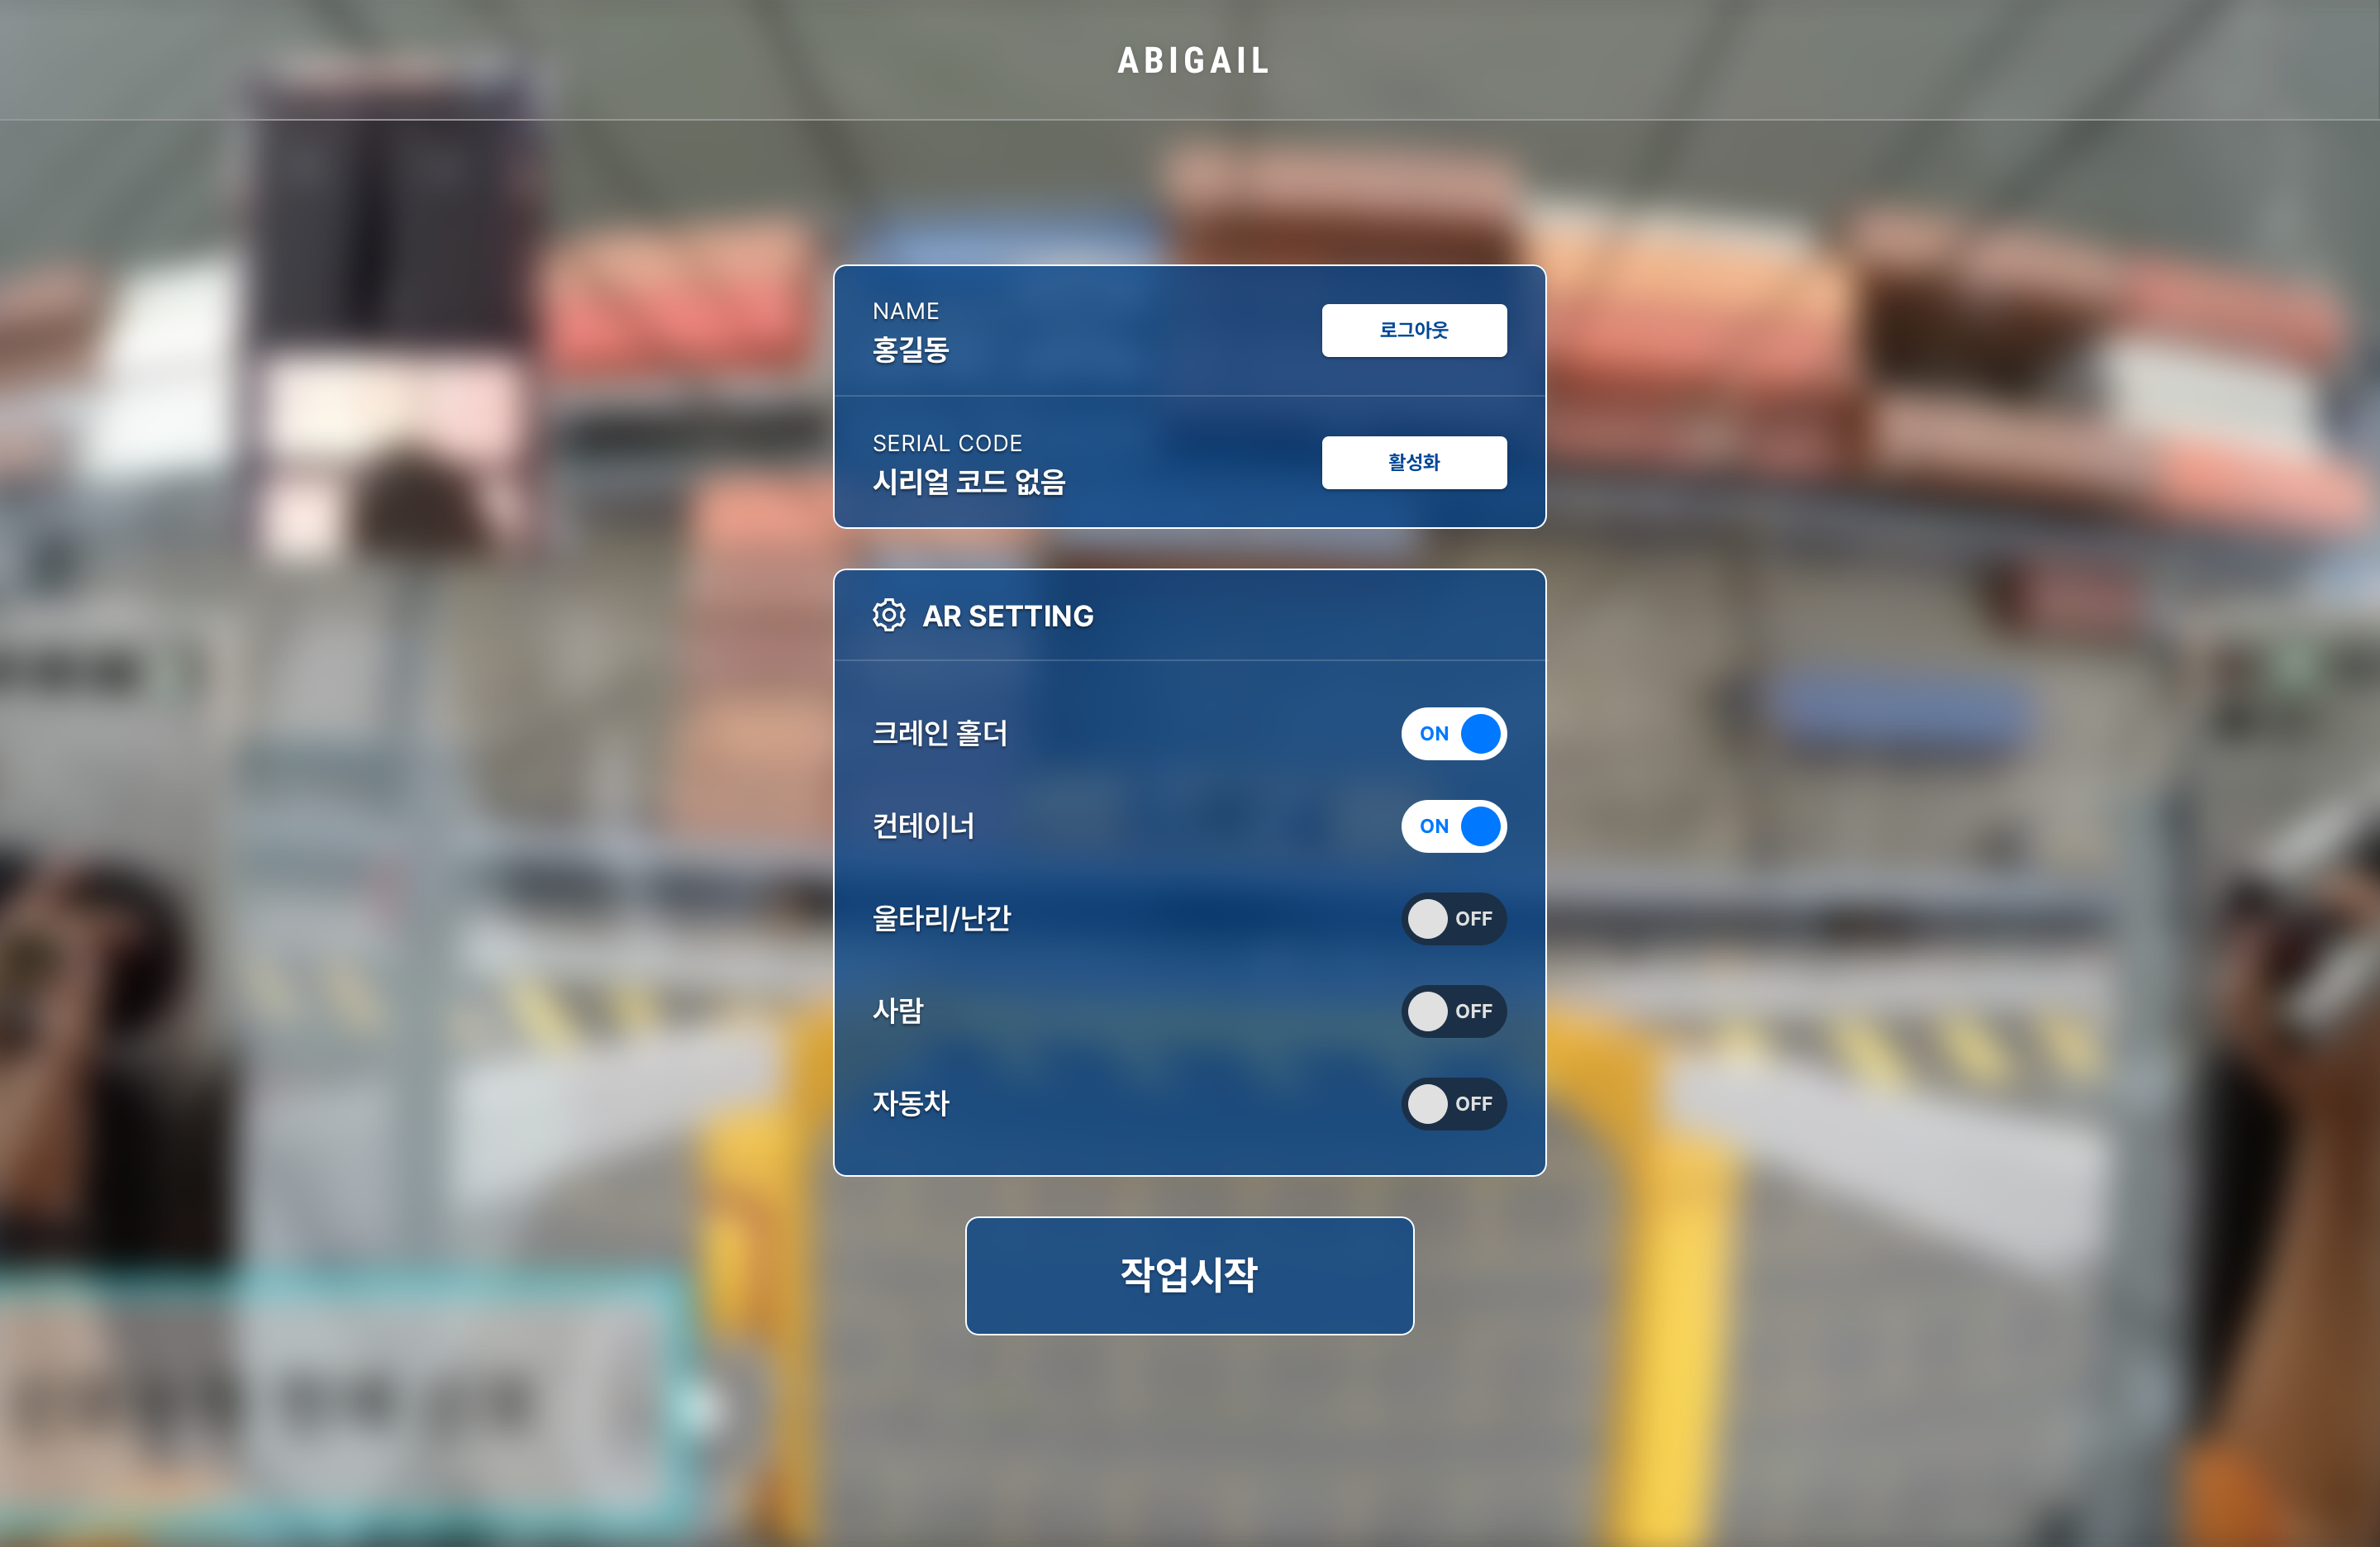 ABIGAIL
NAME
홍길동
로그아웃
SERIAL CODE
시리얼 코드 없음
활성화
AR SETTING
크레인 홀더
ON
컨테이너
ON
울타리/난간
OFF
사람
OFF
자동차
OFF
작업시작